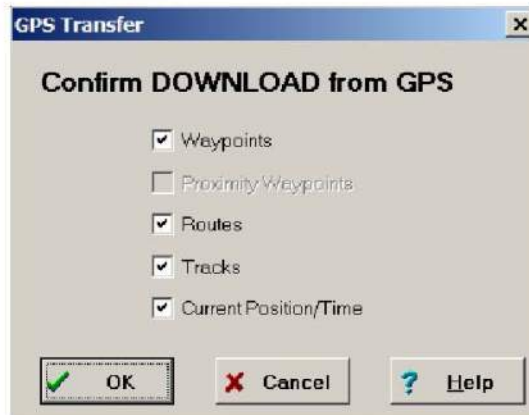 GPS Transfer
Confirm DOWNLOAD from GPS
Waypoints
Proximity Waypoints
Routes
Tracks
Current Position/Time
OK Cancel Help